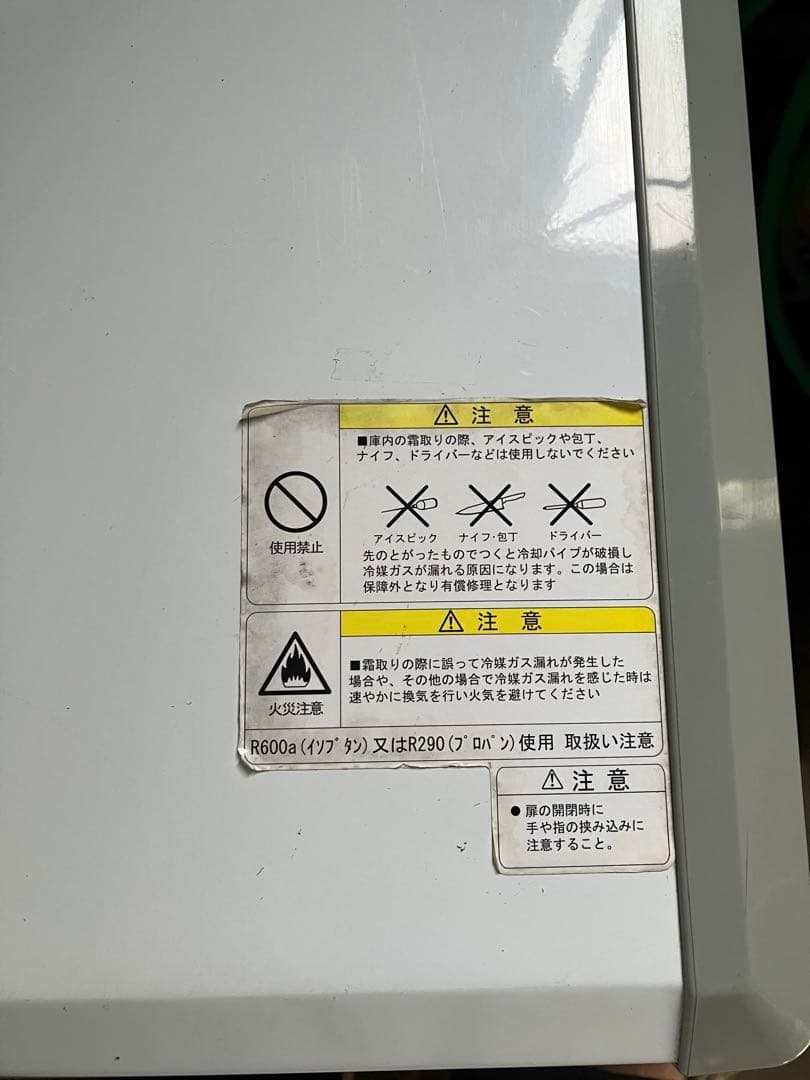 ⚠ 注 意
■庫内の霜取りの際、アイスピックや包丁、
ナイフ、ドライバーなどは使用しないでください
使用禁止
アイスピック ナイフ・包丁 ドライバー
先のとがったものでつくと冷却パイプが破損し
冷媒ガスが漏れる原因になります。この場合は
保障外となり有償修理となります
⚠ 注 意
■霜取りの際に誤って冷媒ガス漏れが発生した
場合や、その他の場合で冷媒ガス漏れを感じた時は
速やかに換気を行い火気を避けてください
火災注意
R600a(ｲｿﾌﾞﾀﾝ)又はR290(ﾌﾟﾛﾊﾟﾝ)使用 取扱い注意
⚠ 注 意
● 扉の開閉時に
手や指の挟み込みに
注意すること。